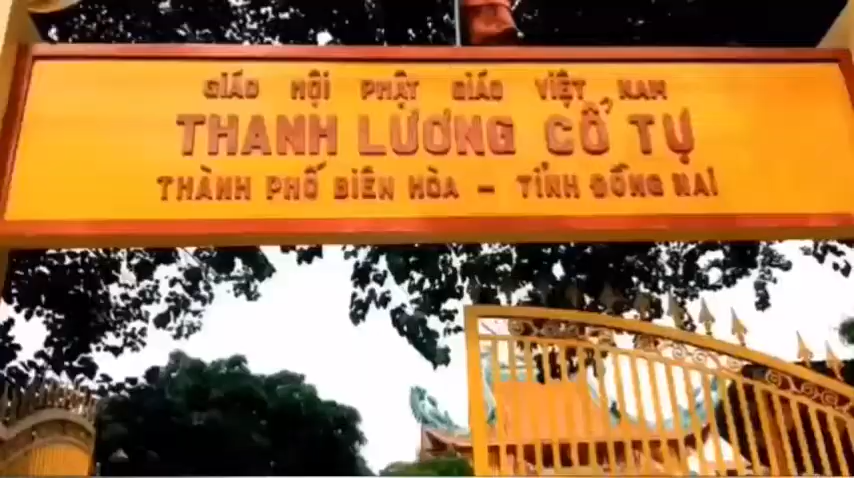 GIÁO HỘI PHẬT GIÁO VIỆT NAM
THANH LƯƠNG CỔ TỰ
THÀNH PHỐ BIÊN HÒA – TỈNH ĐỒNG NAI